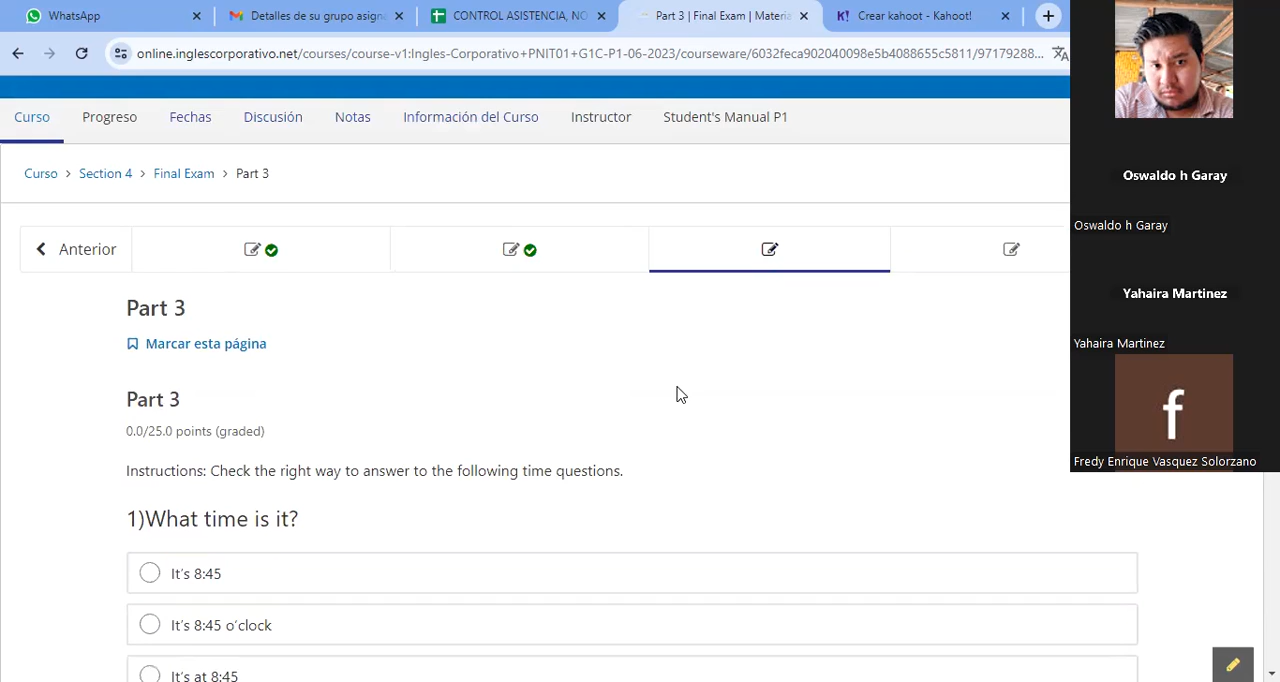 WhatsApp
Detalles de su grupo asign
CONTROL ESISTENCIA, NO
Part 3 | Final Exam | Materia
Crear kahoot - Kahoot!
online.inglescorporativo.net/courses/course-v1:Ingles-Corporativo+PNIT01+G1C-P1-06-2023/courseware/6032feca902040098e5b4088655c5811/97179288...
Curso
Progreso
Fechas
Discusión
Notas
Información del Curso
Instructor
Student's Manual P1
Curso > Section 4 > Final Exam > Part 3
Anterior
Part 3
Marcar esta página
Part 3
0.0/25.0 points (graded)
Instructions: Check the right way to answer to the following time questions.
1)What time is it?
It's 8:45
It's 8:45 o'clock
It's at 8:45
Oswaldo h Garay
Oswaldo h Garay
Yahaira Martinez
Yahaira Martinez
f
Fredy Enrique Vasquez Solorzano